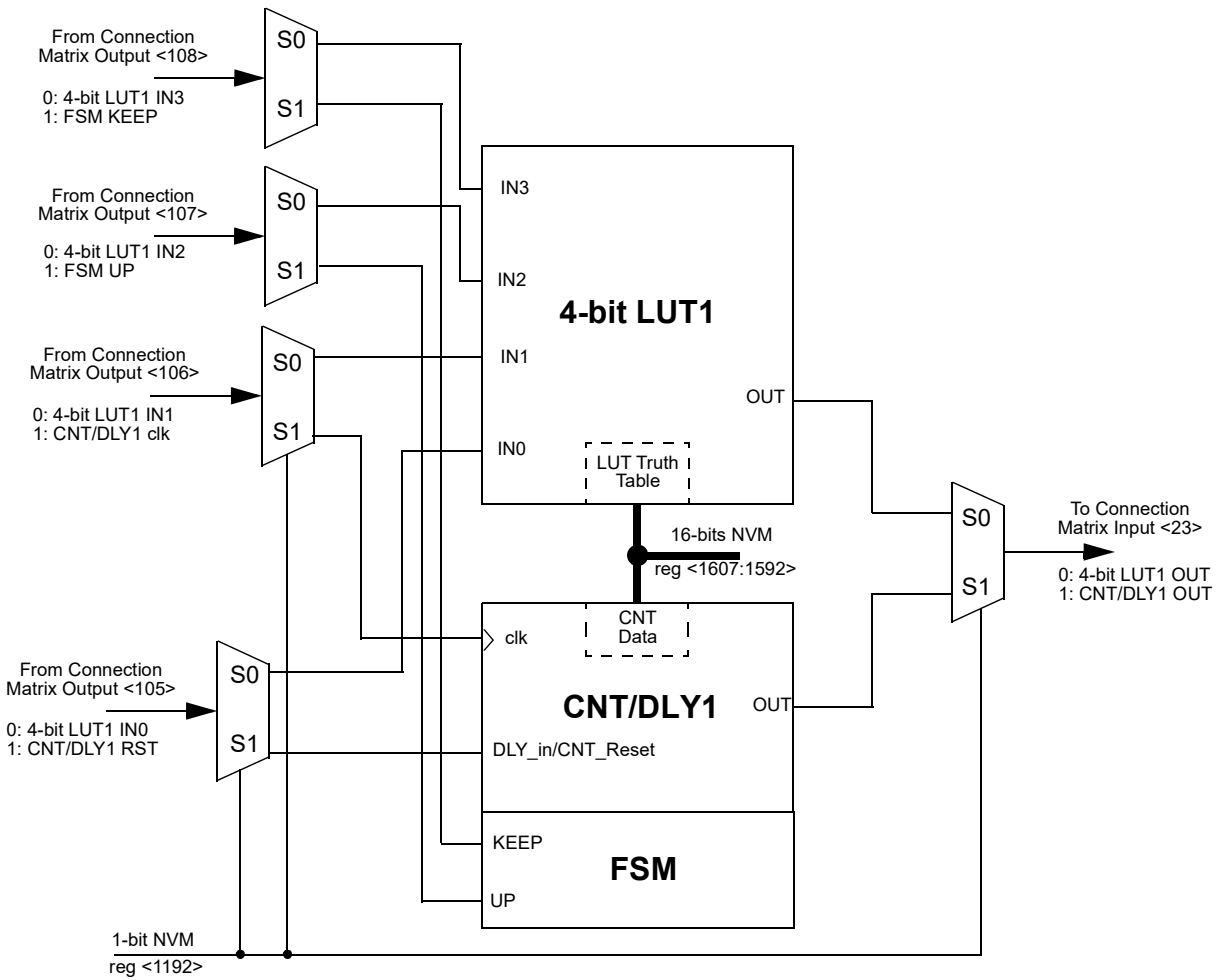 From Connection
Matrix Output <108>
0: 4-bit LUT1 IN3
1: FSM KEEP
S0
S1
From Connection
Matrix Output <107>
0: 4-bit LUT1 IN2
1: FSM UP
S0
S1
From Connection
Matrix Output <106>
0: 4-bit LUT1 IN1
1: CNT/DLY1 clk
S0
S1
From Connection
Matrix Output <105>
0: 4-bit LUT1 IN0
1: CNT/DLY1 RST
S0
S1
IN3
IN2
IN1
IN0
4-bit LUT1
OUT
LUT Truth
Table
16-bits NVM
reg <1607:1592>
CNT
Data
clk
CNT/DLY1
OUT
DLY_in/CNT_Reset
KEEP
FSM
UP
S0
S1
To Connection
Matrix Input <23>
0: 4-bit LUT1 OUT
1: CNT/DLY1 OUT
1-bit NVM
reg <1192>